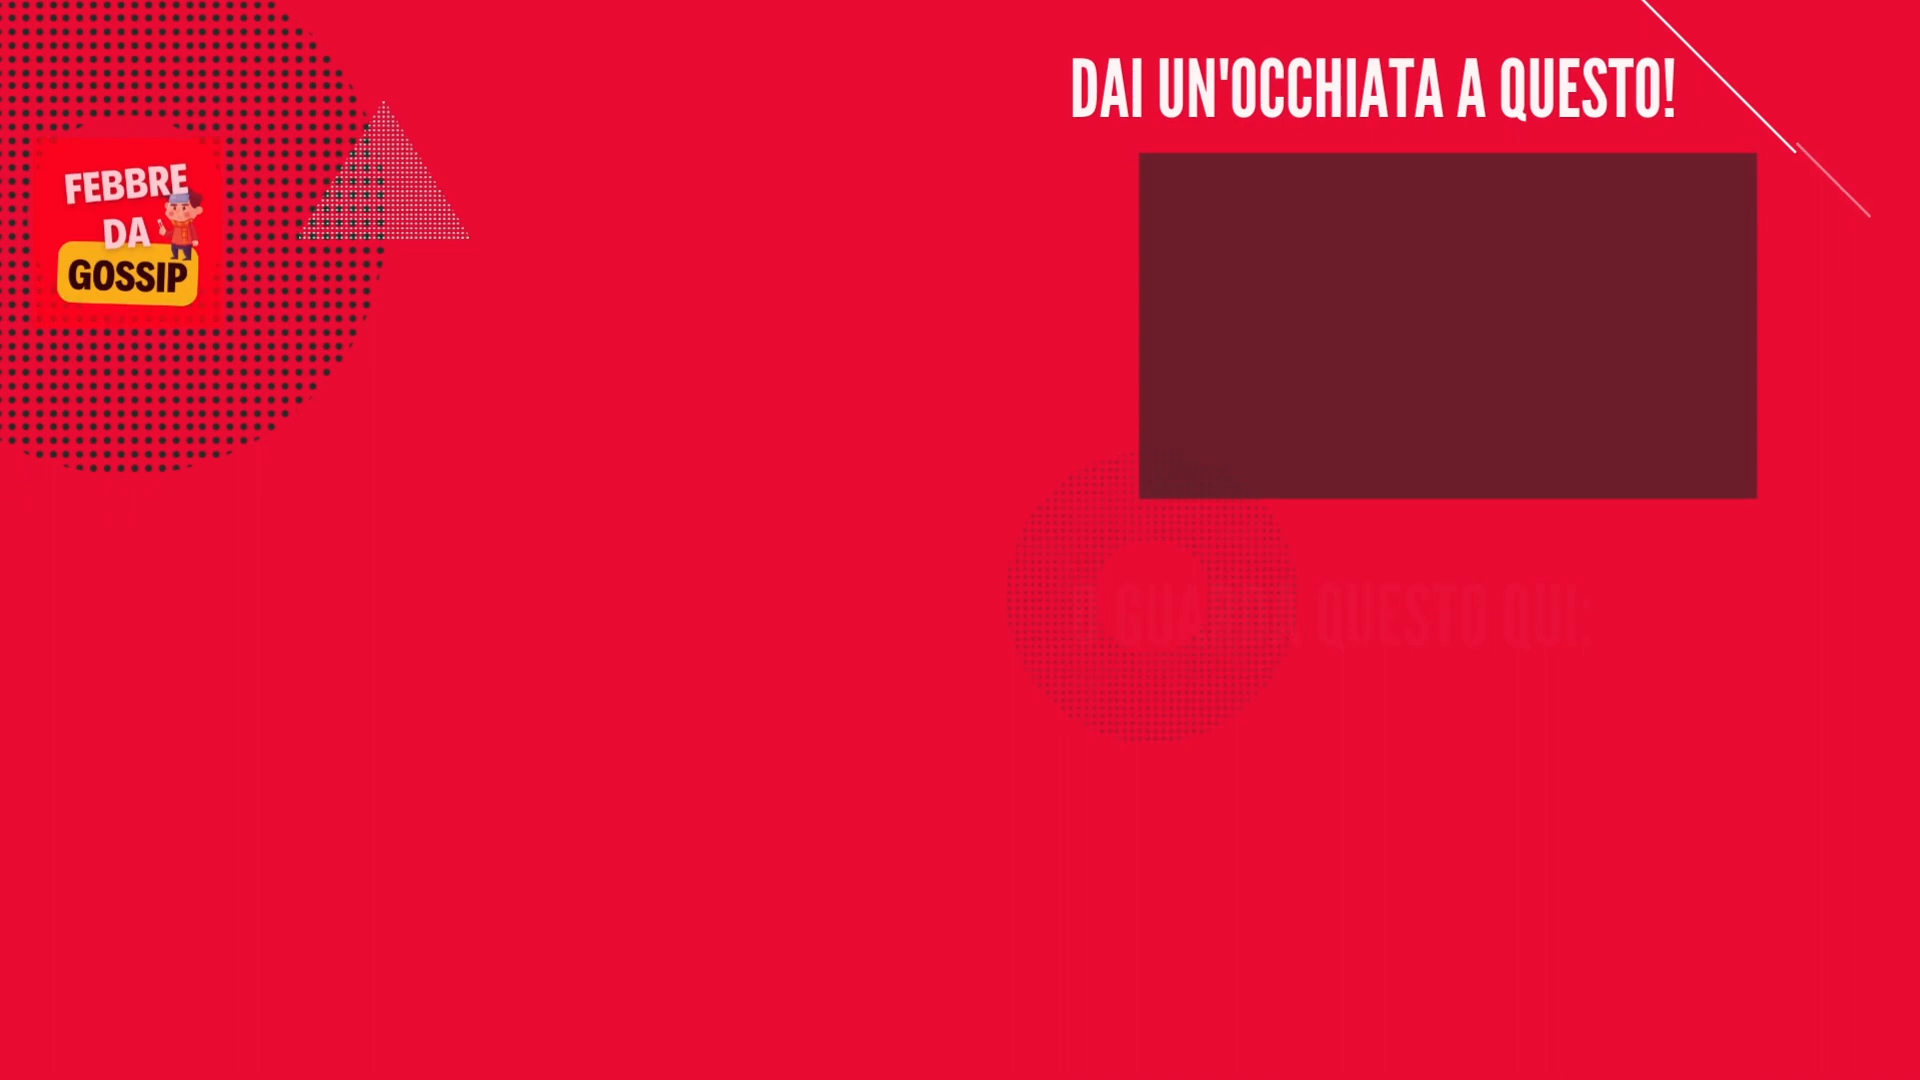 DAI UN'OCCHIATA A QUESTO!
FEBBRE
DA
GOSSIP
QUESTO QUI: